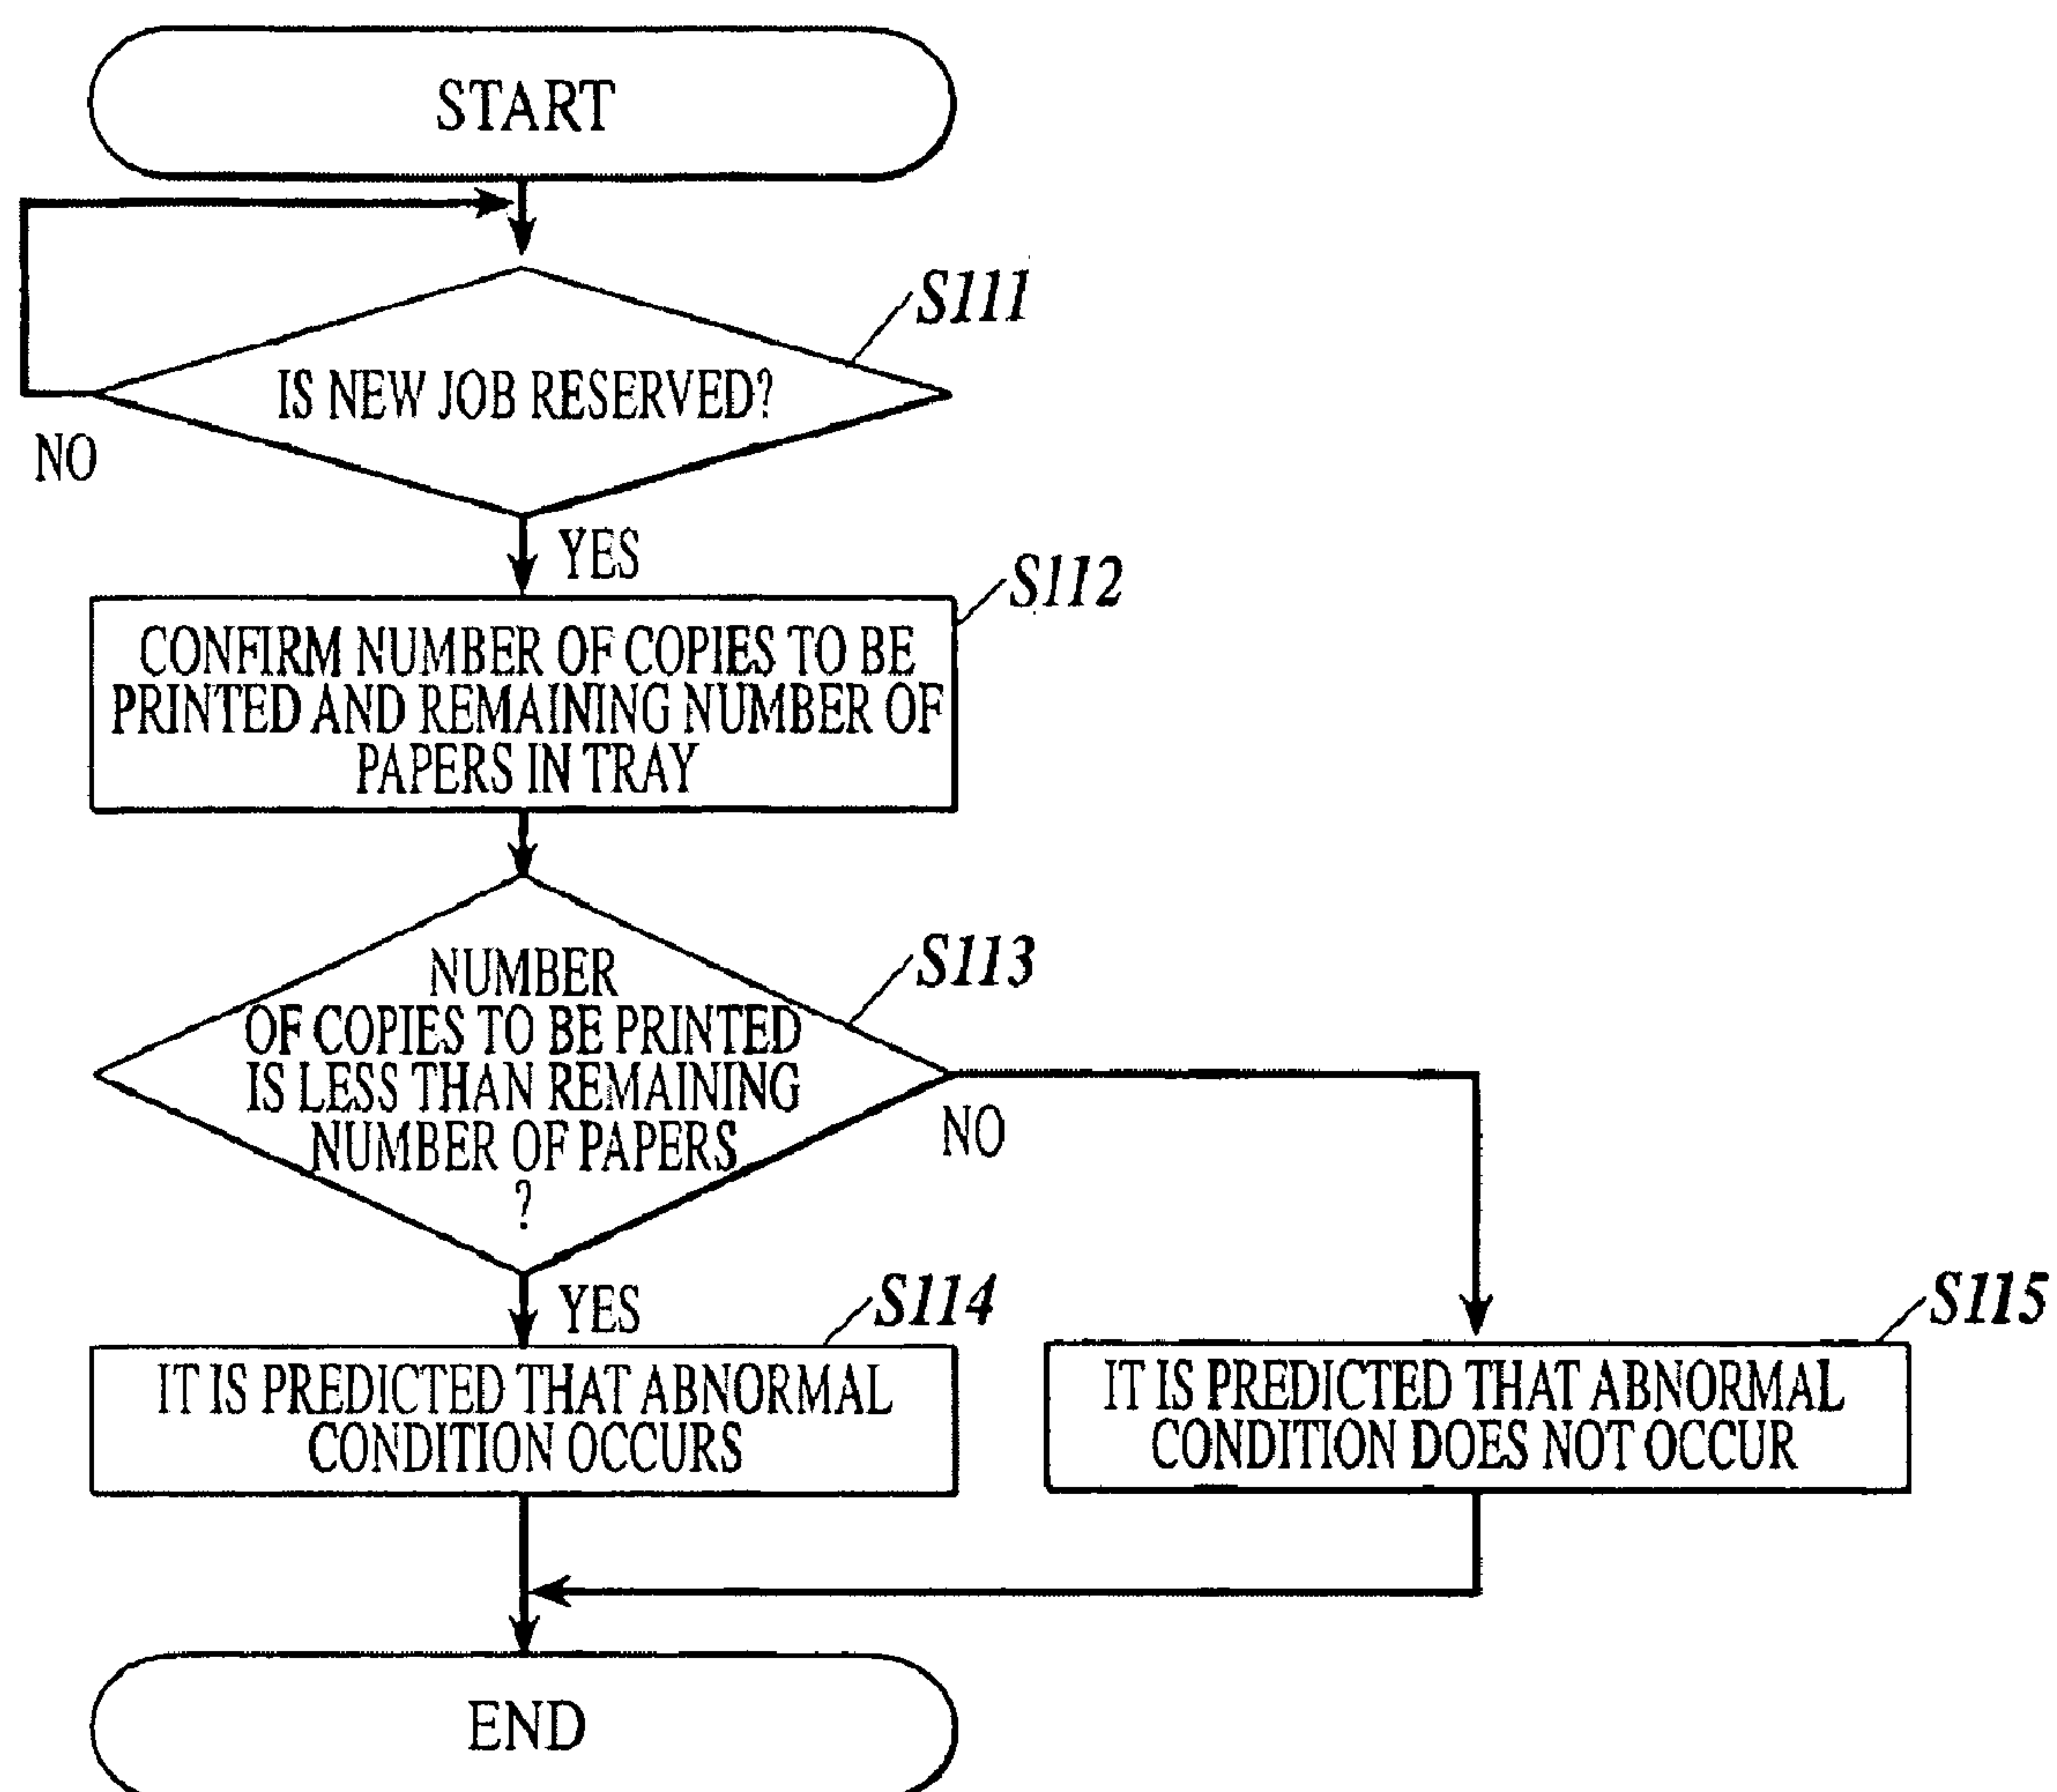 START
S111
IS NEW JOB RESERVED?
NO
YES
S112
CONFIRM NUMBER OF COPIES TO BE
PRINTED AND REMAINING NUMBER OF
PAPERS IN TRAY
S113
NUMBER
OF COPIES TO BE PRINTED
IS LESS THAN REMAINING
NUMBER OF PAPERS
?
NO
YES
S114
IT IS PREDICTED THAT ABNORMAL
CONDITION OCCURS
S115
IT IS PREDICTED THAT ABNORMAL
CONDITION DOES NOT OCCUR
END